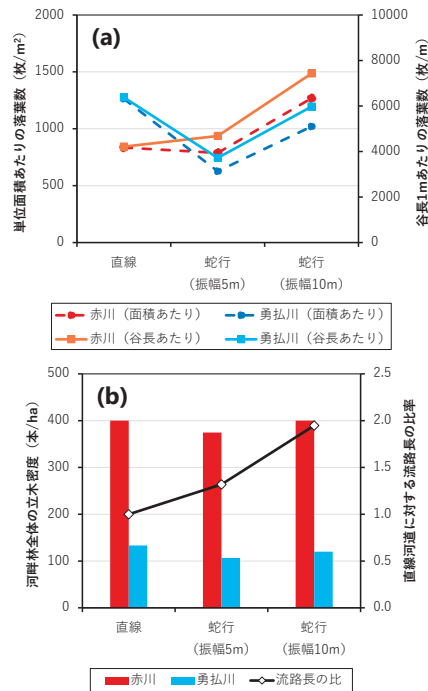 (a)
単位面積あたりの落葉数（枚/m²）
2000
1500
1000
500
0
10000
8000
6000
4000
2000
0
谷長1mあたりの落葉数（枚/m）
直線
蛇行
（振幅5m）
蛇行
（振幅10m）
赤川（面積あたり）
勇払川（面積あたり）
赤川（谷長あたり）
勇払川（谷長あたり）
(b)
河畔林全体の立木密度（本/ha）
500
400
300
200
100
0
2.5
2.0
1.5
1.0
0.5
0.0
直線河道に対する流路長の比率
直線
蛇行
（振幅5m）
蛇行
（振幅10m）
赤川
勇払川
流路長の比